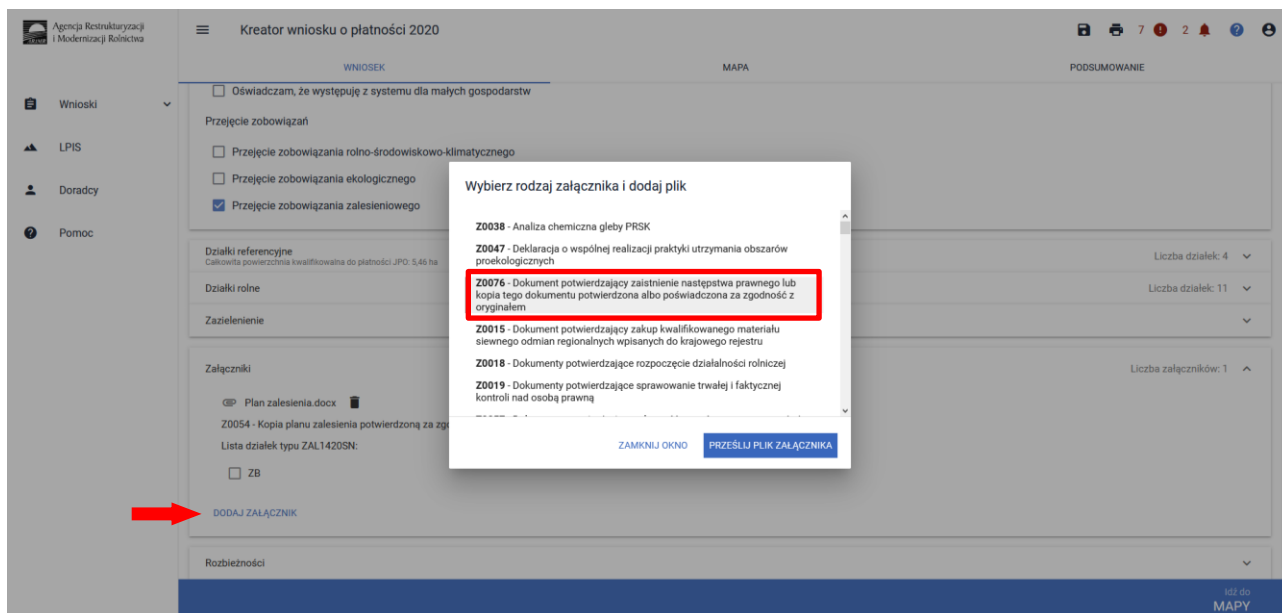 Agencja Restrukturyzacji
i Modernizacji Rolnictwa
Kreator wniosku o płatności 2020
7 2
WNIOSEK MAPA PODSUMOWANIE
Wnioski
LPIS
Doradcy
Pomoc
Oświadczam, że występuję z systemu dla małych gospodarstw
Przejęcie zobowiązań
Przejęcie zobowiązania rolno-środowiskowo-klimatycznego
Przejęcie zobowiązania ekologicznego
Przejęcie zobowiązania zalesieniowego
Działki referencyjne
Całkowita powierzchnia kwalifikowalna do płatności JPO: 5,46 ha
Liczba działek: 4
Działki rolne
Liczba działek: 11
Zazielenienie
Załączniki
Liczba załączników: 1
Plan zalesienia.docx
Z0054 - Kopia planu zalesienia potwierdzoną za
Lista działek typu ZAL1420SN:
ZB
DODAJ ZAŁĄCZNIK
Rozbieżności
Idź do
MAPY
Wybierz rodzaj załącznika i dodaj plik
Z0038 - Analiza chemiczna gleby PRSK
Z0047 - Deklaracja o wspólnej realizacji praktyki utrzymania obszarów
proekologicznych
Z0076 - Dokument potwierdzający zaistnienie następstwa prawnego lub
kopia tego dokumentu potwierdzona albo poświadczona za zgodność z
oryginałem
Z0015 - Dokument potwierdzający zakup kwalifikowanego materiału
siewnego odmian regionalnych wpisanych do krajowego rejestru
Z0018 - Dokumenty potwierdzające rozpoczęcie działalności rolniczej
Z0019 - Dokumenty potwierdzające sprawowanie trwałej i faktycznej
kontroli nad osobą prawną
ZAMKNIJ OKNO PRZEŚLIJ PLIK ZAŁĄCZNIKA